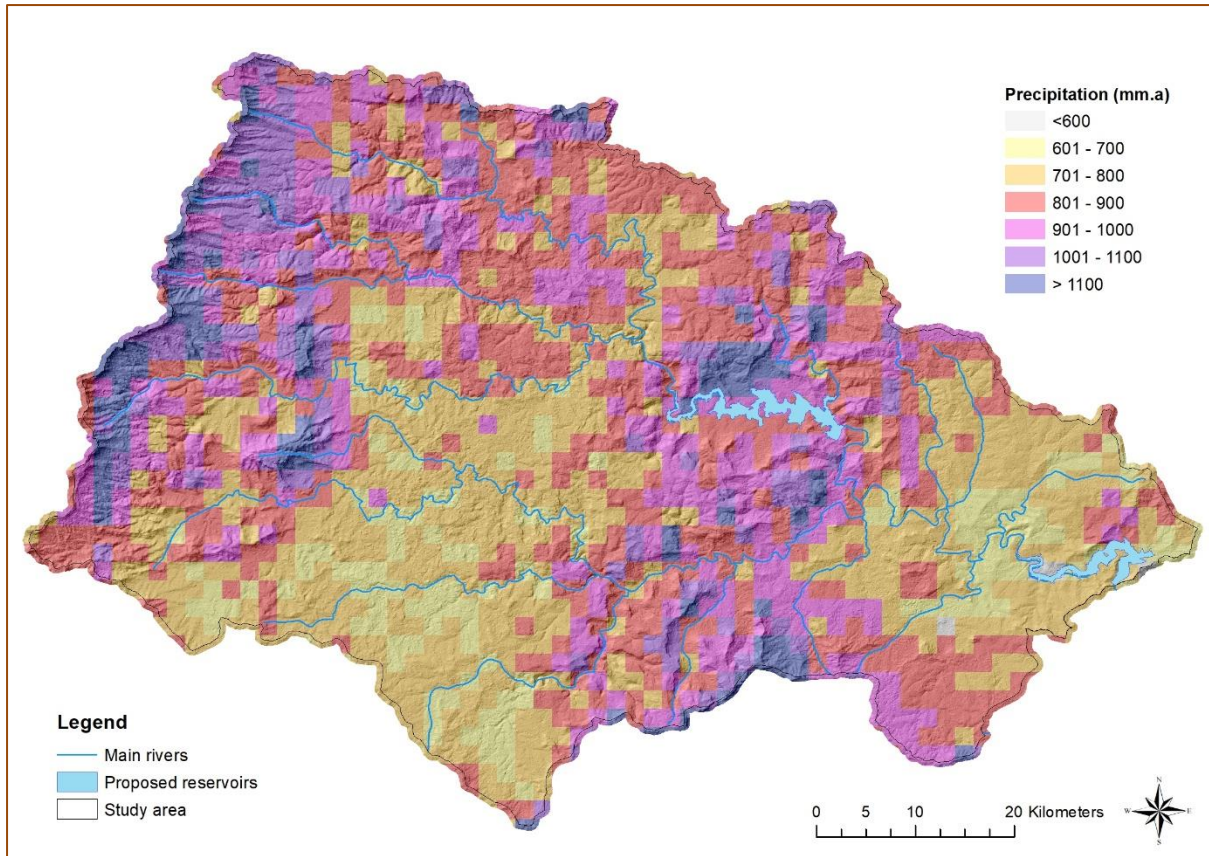 Precipitation (mm.a)
<600
601 - 700
701 - 800
801 - 900
901 - 1000
1001 - 1100
> 1100
Legend
Main rivers
Proposed reservoirs
Study area
0 5 10 20 Kilometers
N
W E
S